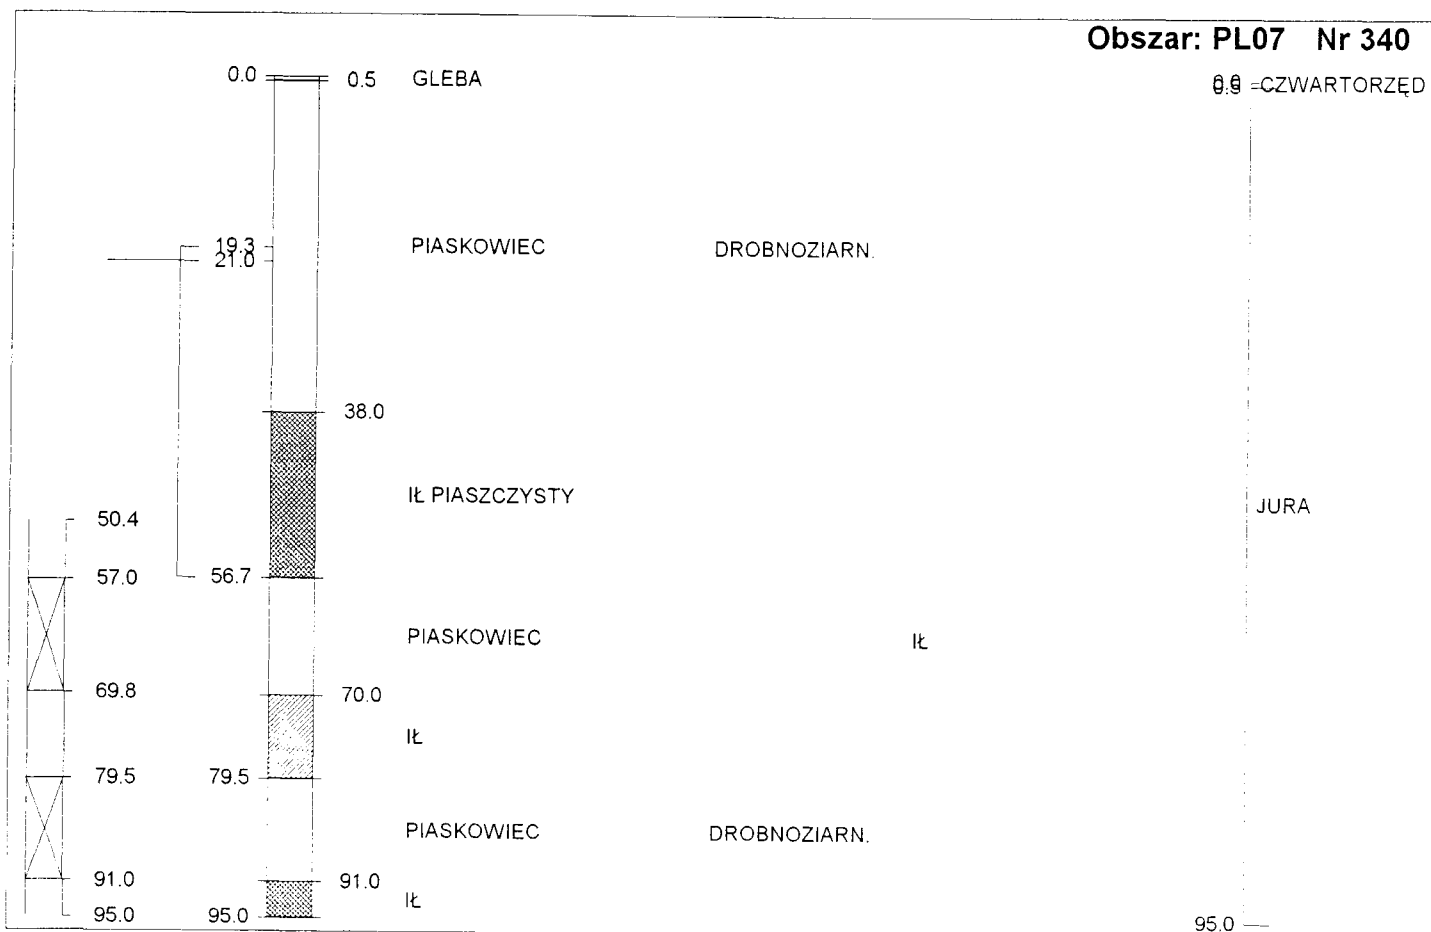 Obszar: PL07 Nr 340
0.0 0.5 GLEBA CZWARTORZĘD
19.3 PIASKOWIEC DROBNOZIARN.
21.0
38.0
IŁ PIASZCZYSTY
JURA
50.4
57.0 56.7
PIASKOWIEC IŁ
69.8 70.0
IŁ
79.5 79.5
PIASKOWIEC DROBNOZIARN.
91.0 91.0
IŁ
95.0 95.0 95.0